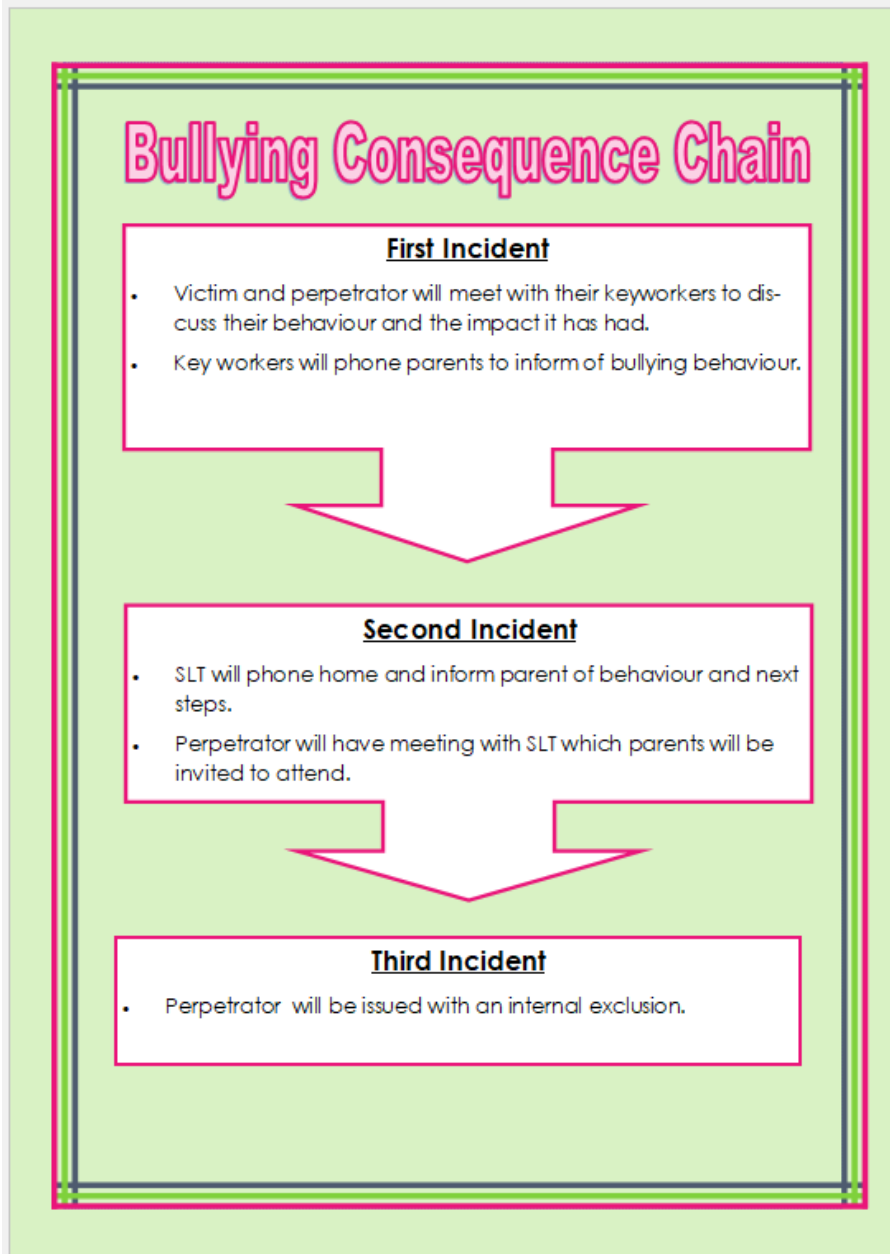 Bullying Consequence Chain
First Incident
• Victim and perpetrator will meet with their keyworkers to dis-
cuss their behaviour and the impact it has had.
• Key workers will phone parents to inform of bullying behaviour.
Second Incident
• SLT will phone home and inform parent of behaviour and next
steps.
• Perpetrator will have meeting with SLT which parents will be
invited to attend.
Third Incident
• Perpetrator will be issued with an internal exclusion.